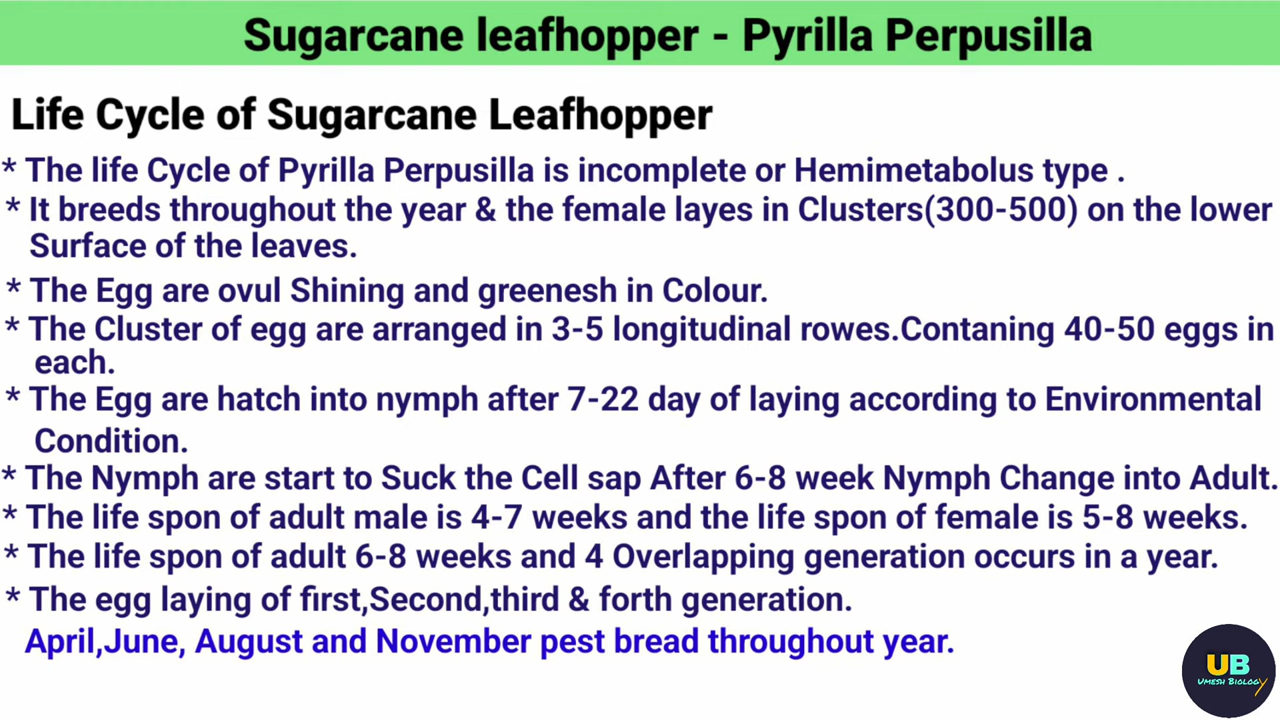 Sugarcane leafhopper - Pyrilla Perpusilla
Life Cycle of Sugarcane Leafhopper
* The life Cycle of Pyrilla Perpusilla is incomplete or Hemimetabolus type .
* It breeds throughout the year & the female layes in Clusters(300-500) on the lower
Surface of the leaves.
* The Egg are ovul Shining and greenesh in Colour.
* The Cluster of egg are arranged in 3-5 longitudinal rowes.Contaning 40-50 eggs in
each.
* The Egg are hatch into nymph after 7-22 day of laying according to Environmental
Condition.
* The Nymph are start to Suck the Cell sap After 6-8 week Nymph Change into Adult.
* The life spon of adult male is 4-7 weeks and the life spon of female is 5-8 weeks.
* The life spon of adult 6-8 weeks and 4 Overlapping generation occurs in a year.
* The egg laying of first,Second,third & forth generation.
April,June, August and November pest bread throughout year.
UB
Umesh Biology